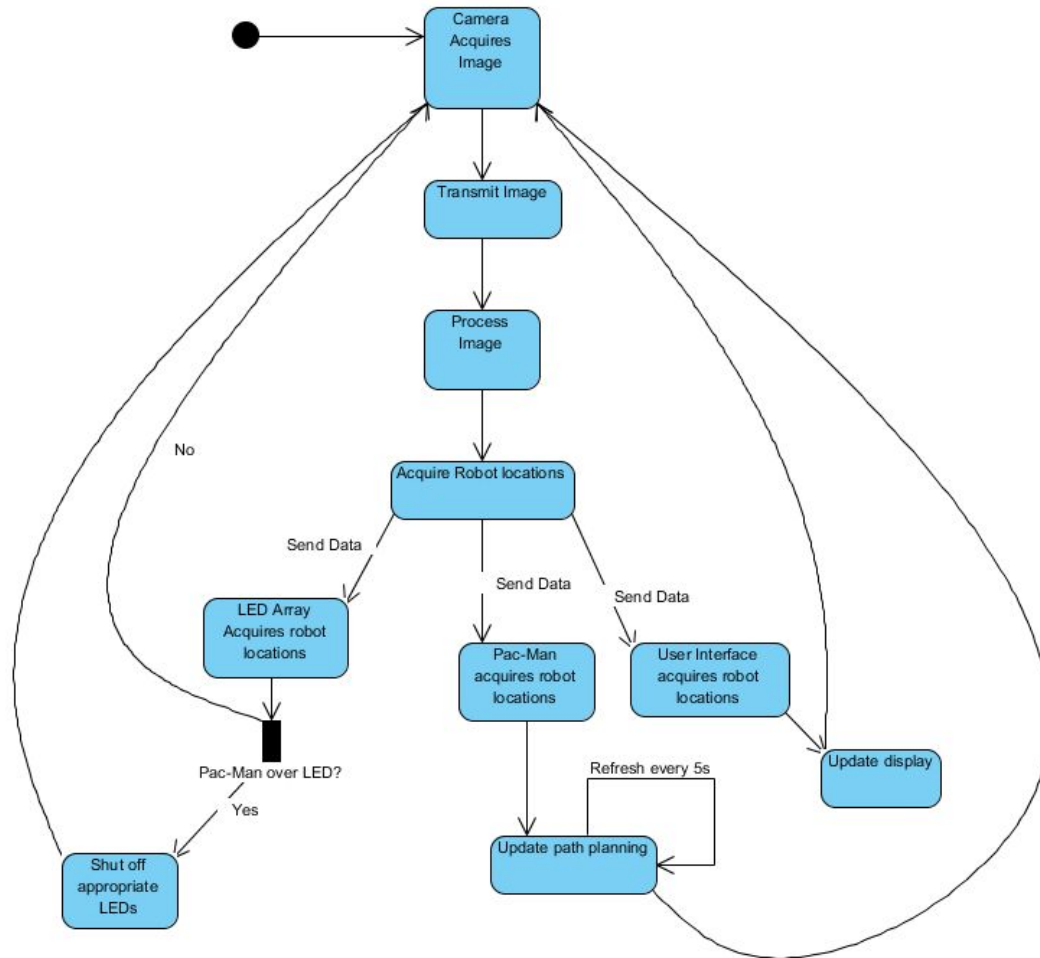 Camera
Acquires
Image
Transmit Image
Process
Image
No
Acquire Robot locations
Send Data
Send Data
Send Data
LED Array
Acquires robot
locations
Pac-Man
acquires robot
locations
User Interface
acquires robot
locations
Pac-Man over LED?
Refresh every 5s
Update display
Yes
Update path planning
Shut off
appropriate
LEDs